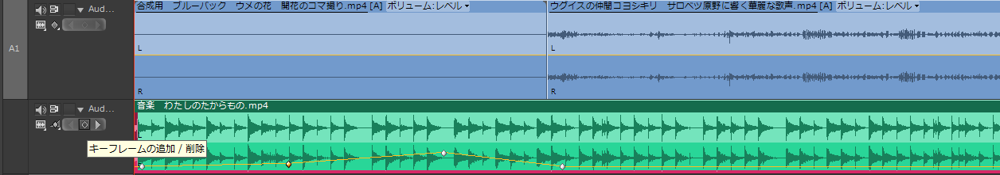 Aud...
合成用　ブルーバック　ウメの花　開花のコマ撮り.mp4 [A] ボリューム:レベル
ウグイスの仲間コヨシキリ　サロベツ原野に響く華麗な歌声.mp4 [A] ボリューム:レベル
A1
L
L
R
R
Aud...
音楽　わたしのたからもの.mp4
L
キーフレームの追加 / 削除